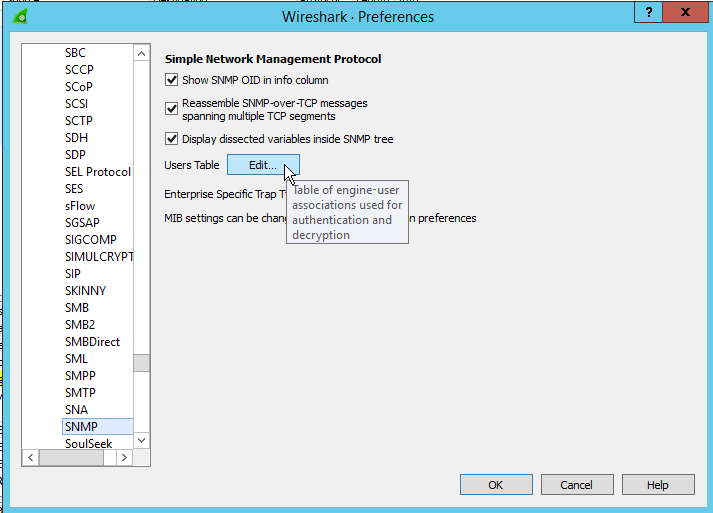 Wireshark · Preferences
?
x
SBC
SCCP
SCoP
SCSI
SCTP
SDH
SDP
SEL Protocol
SES
sFlow
SGSAP
SIGCOMP
SIMULCRYPT
SIP
SKINNY
SMB
SMB2
SMBDirect
SML
SMPP
SMTP
SNA
SNMP
SoulSeek
Simple Network Management Protocol
Show SNMP OID in info column
Reassemble SNMP-over-TCP messages
spanning multiple TCP segments
Display dissected variables inside SNMP tree
Users Table Edit...
Enterprise Specific Trap
MIB settings can be preferences
Table of engine-user
associations used for
authentication and
decryption
OK Cancel Help